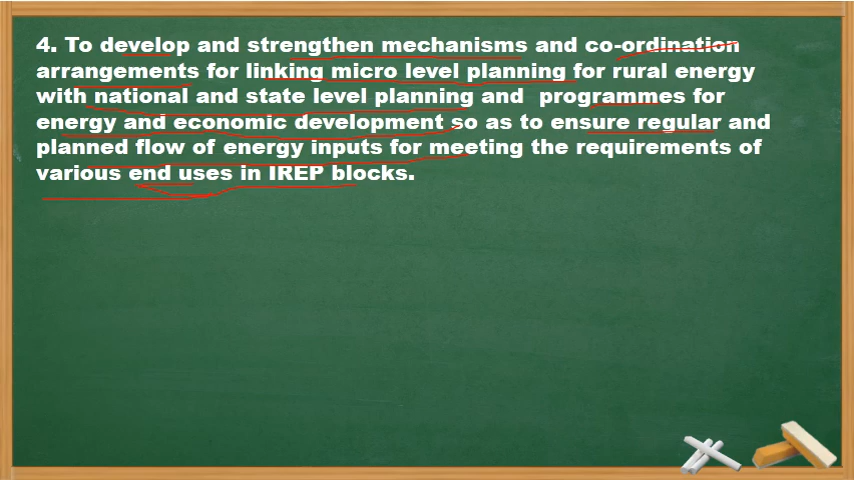 4. To develop and strengthen mechanisms and co-ordination
arrangements for linking micro level planning for rural energy
with national and state level planning and programmes for
energy and economic development so as to ensure regular and
planned flow of energy inputs for meeting the requirements of
various end uses in IREP blocks.